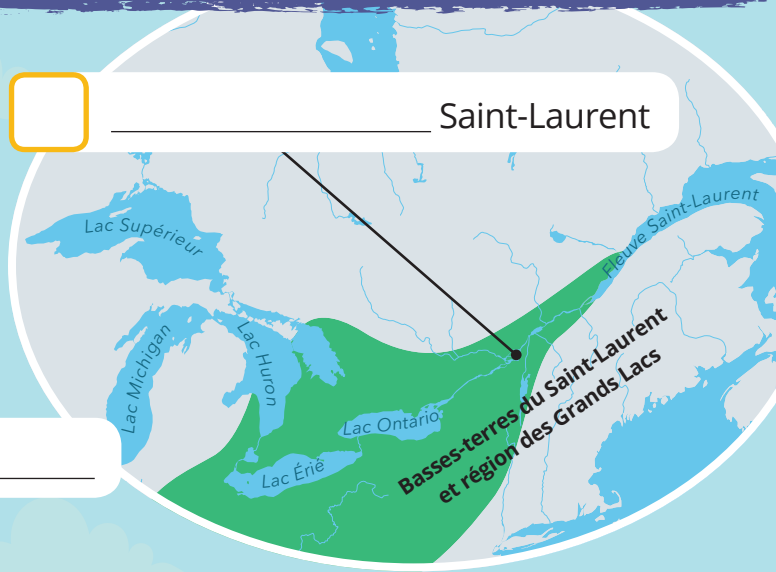 Saint-Laurent
Fleuve Saint-Laurent
Lac Supérieur
Lac Michigan
Lac Huron
Lac Ontario
Lac Érié
Basses-terres du Saint-Laurent
et région des Grands Lacs